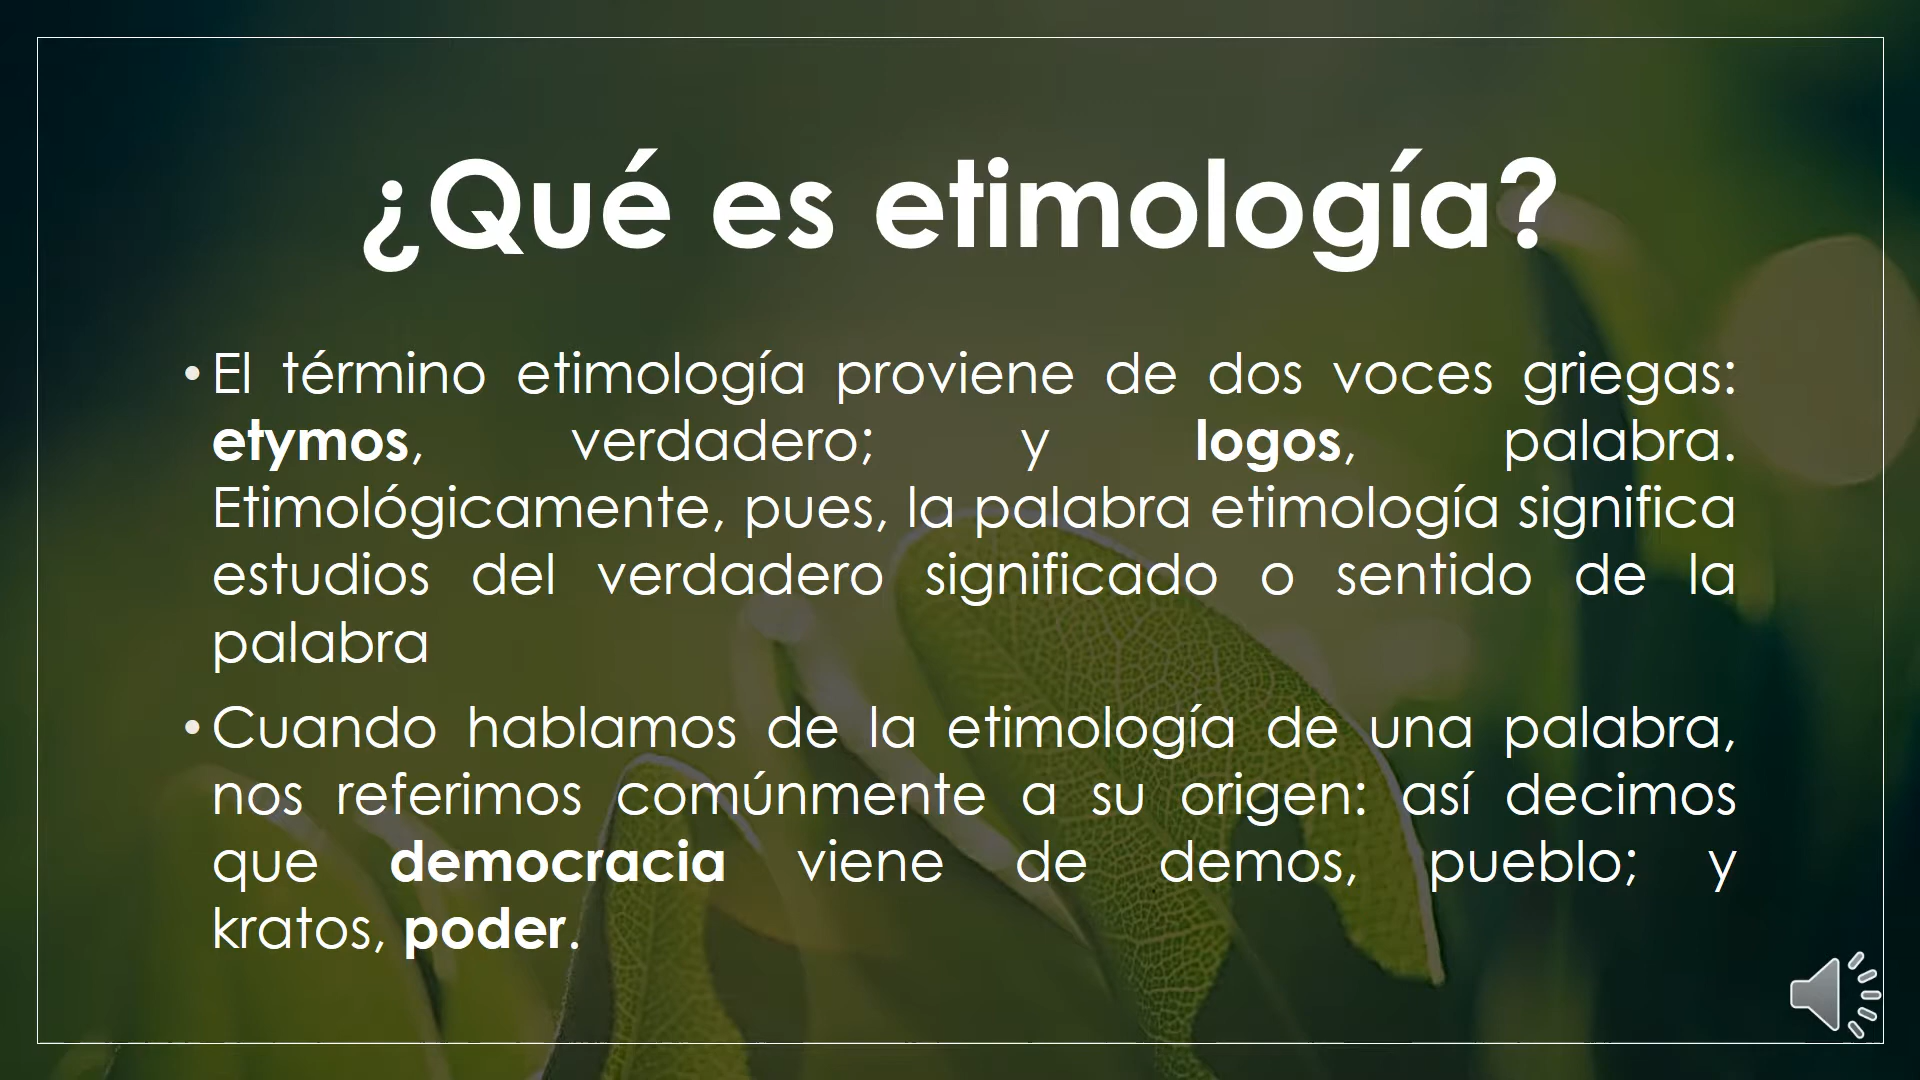 ¿Qué es etimología?
• El término etimología proviene de dos voces griegas:
etymos, verdadero; y logos, palabra.
Etimológicamente, pues, la palabra etimología significa
estudios del verdadero significado o sentido de la
palabra
• Cuando hablamos de la etimología de una palabra,
nos referimos comúnmente a su origen: así decimos
que democracia viene de demos, pueblo; y
kratos, poder.